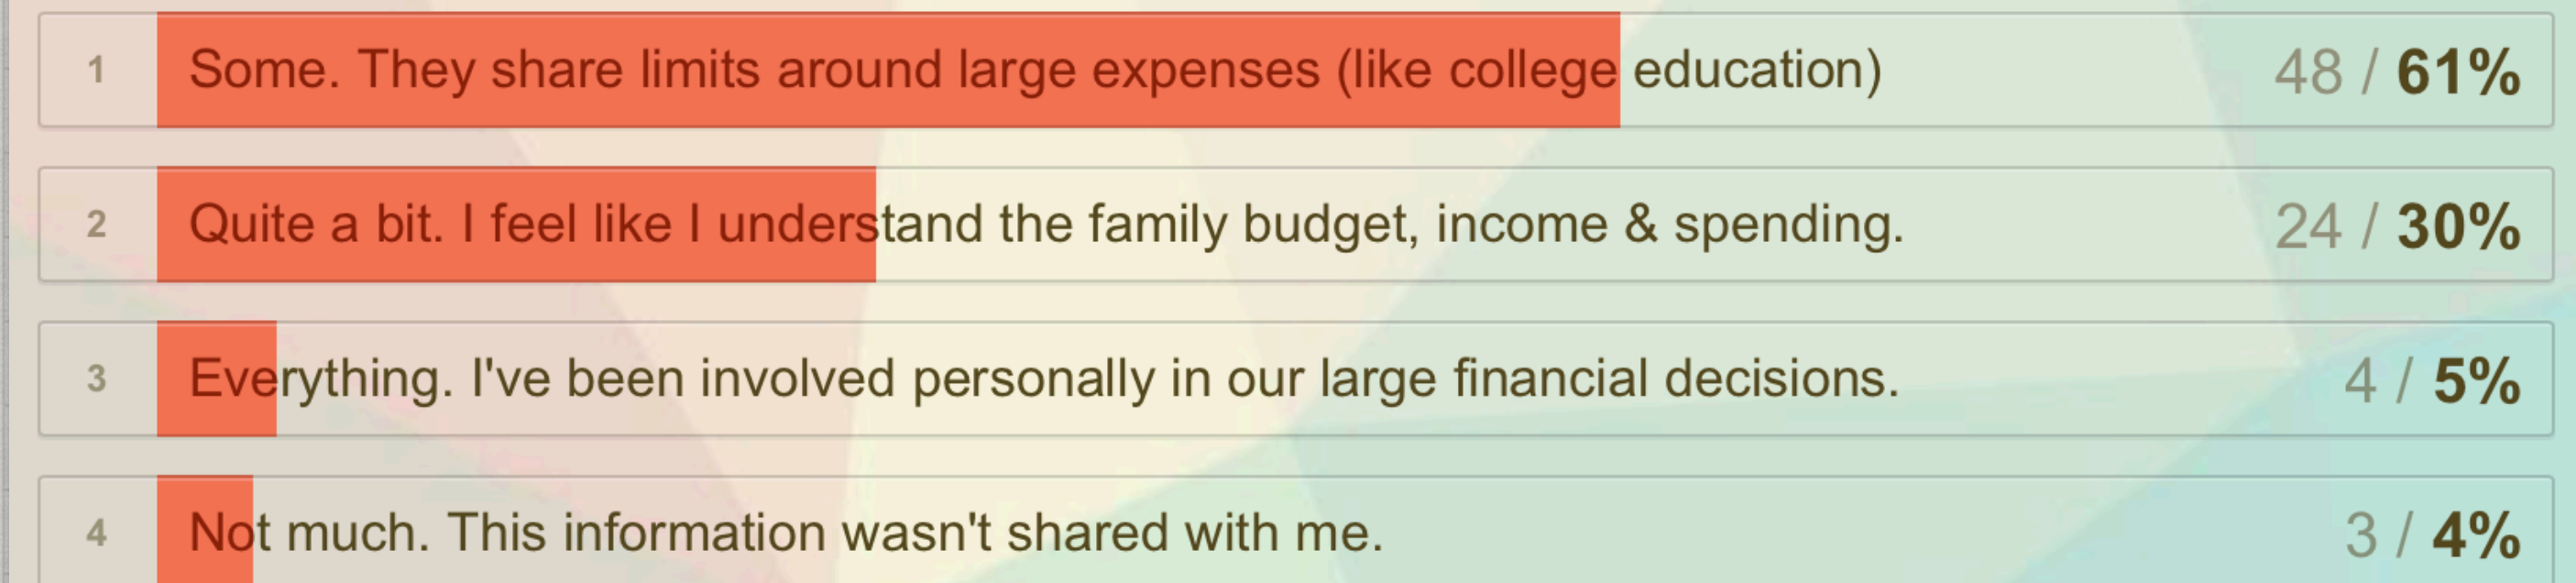 1 Some. They share limits around large expenses (like college education) 48 / 61%
2 Quite a bit. I feel like I understand the family budget, income & spending. 24 / 30%
3 Everything. I've been involved personally in our large financial decisions. 4 / 5%
4 Not much. This information wasn't shared with me. 3 / 4%